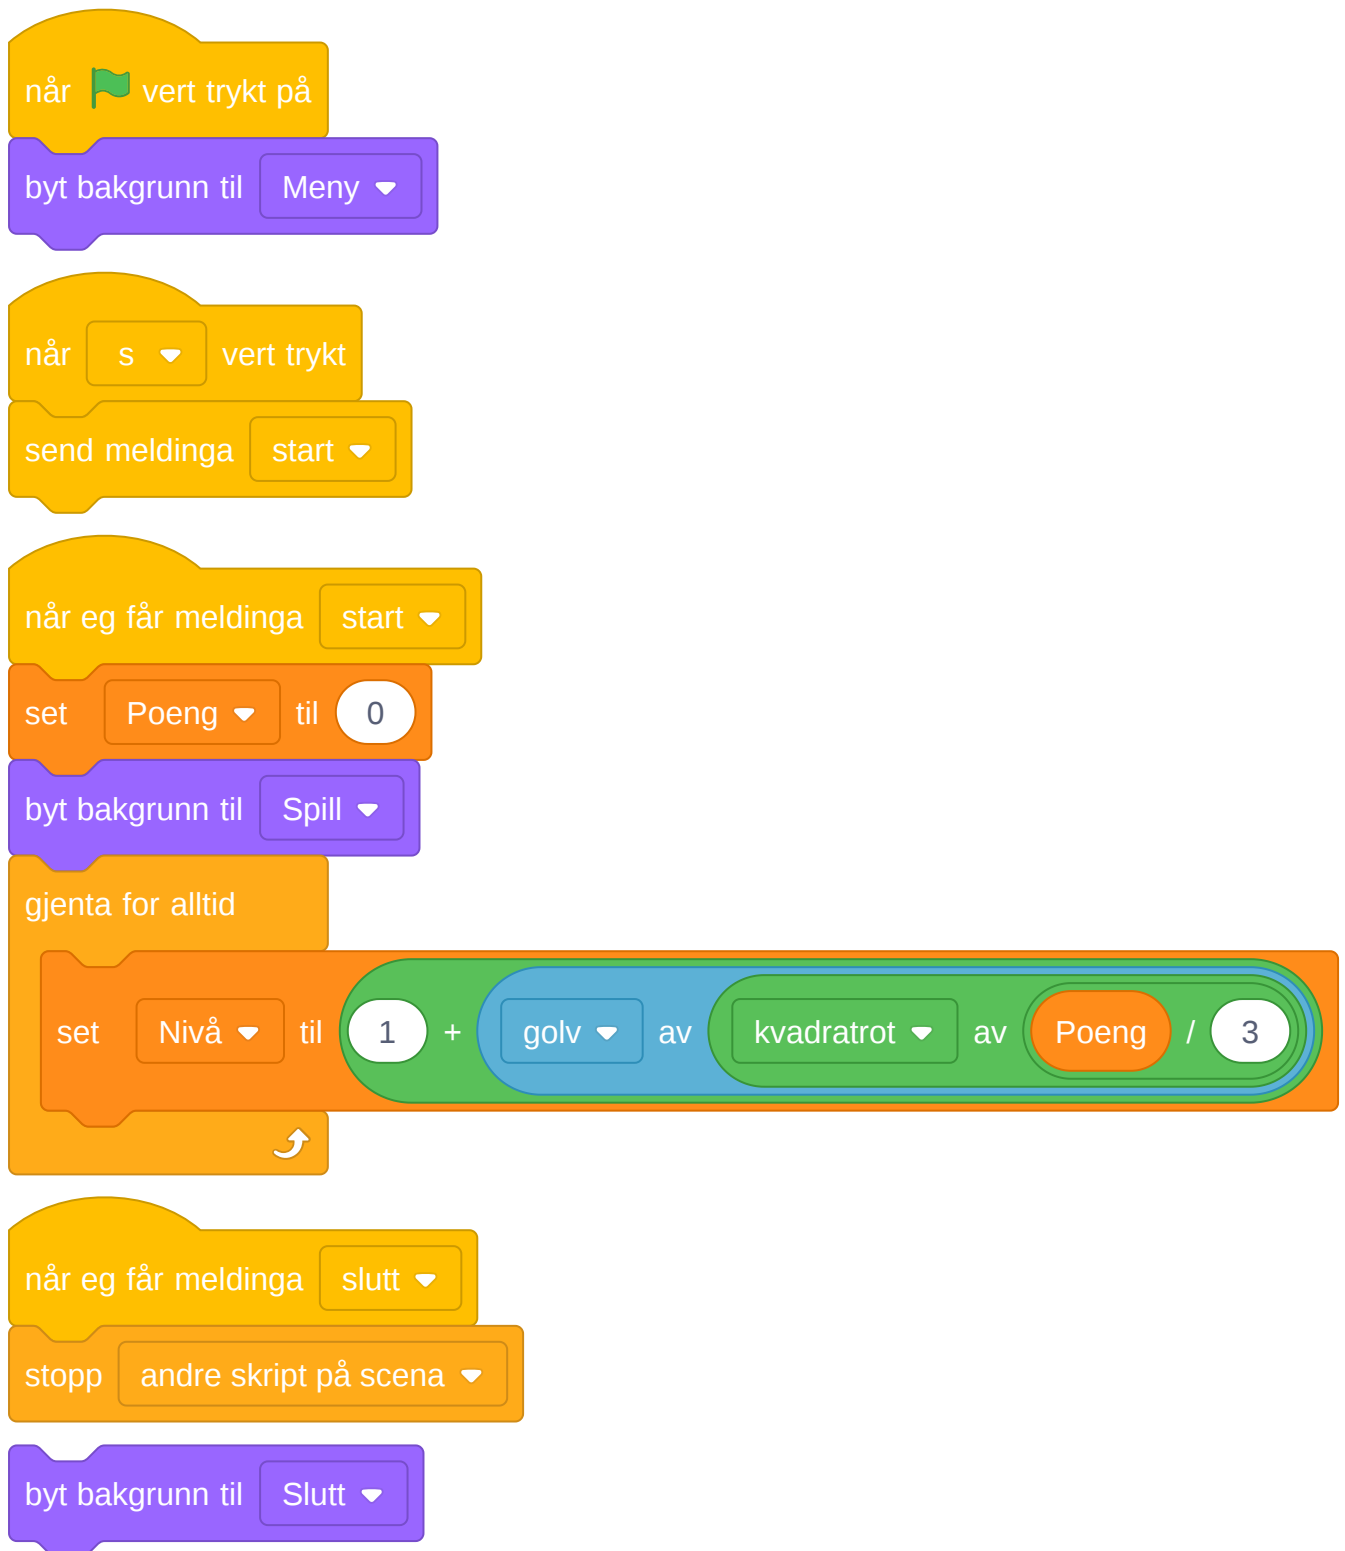 når vert trykt på
byt bakgrunn til Meny
når s vert trykt
send meldinga start
når eg får meldinga start
set Poeng til 0
byt bakgrunn til Spill
gjenta for alltid
set Nivå til 1 + golv av kvadratrot av Poeng / 3
når eg får meldinga slutt
stopp andre skript på scena
byt bakgrunn til Slutt